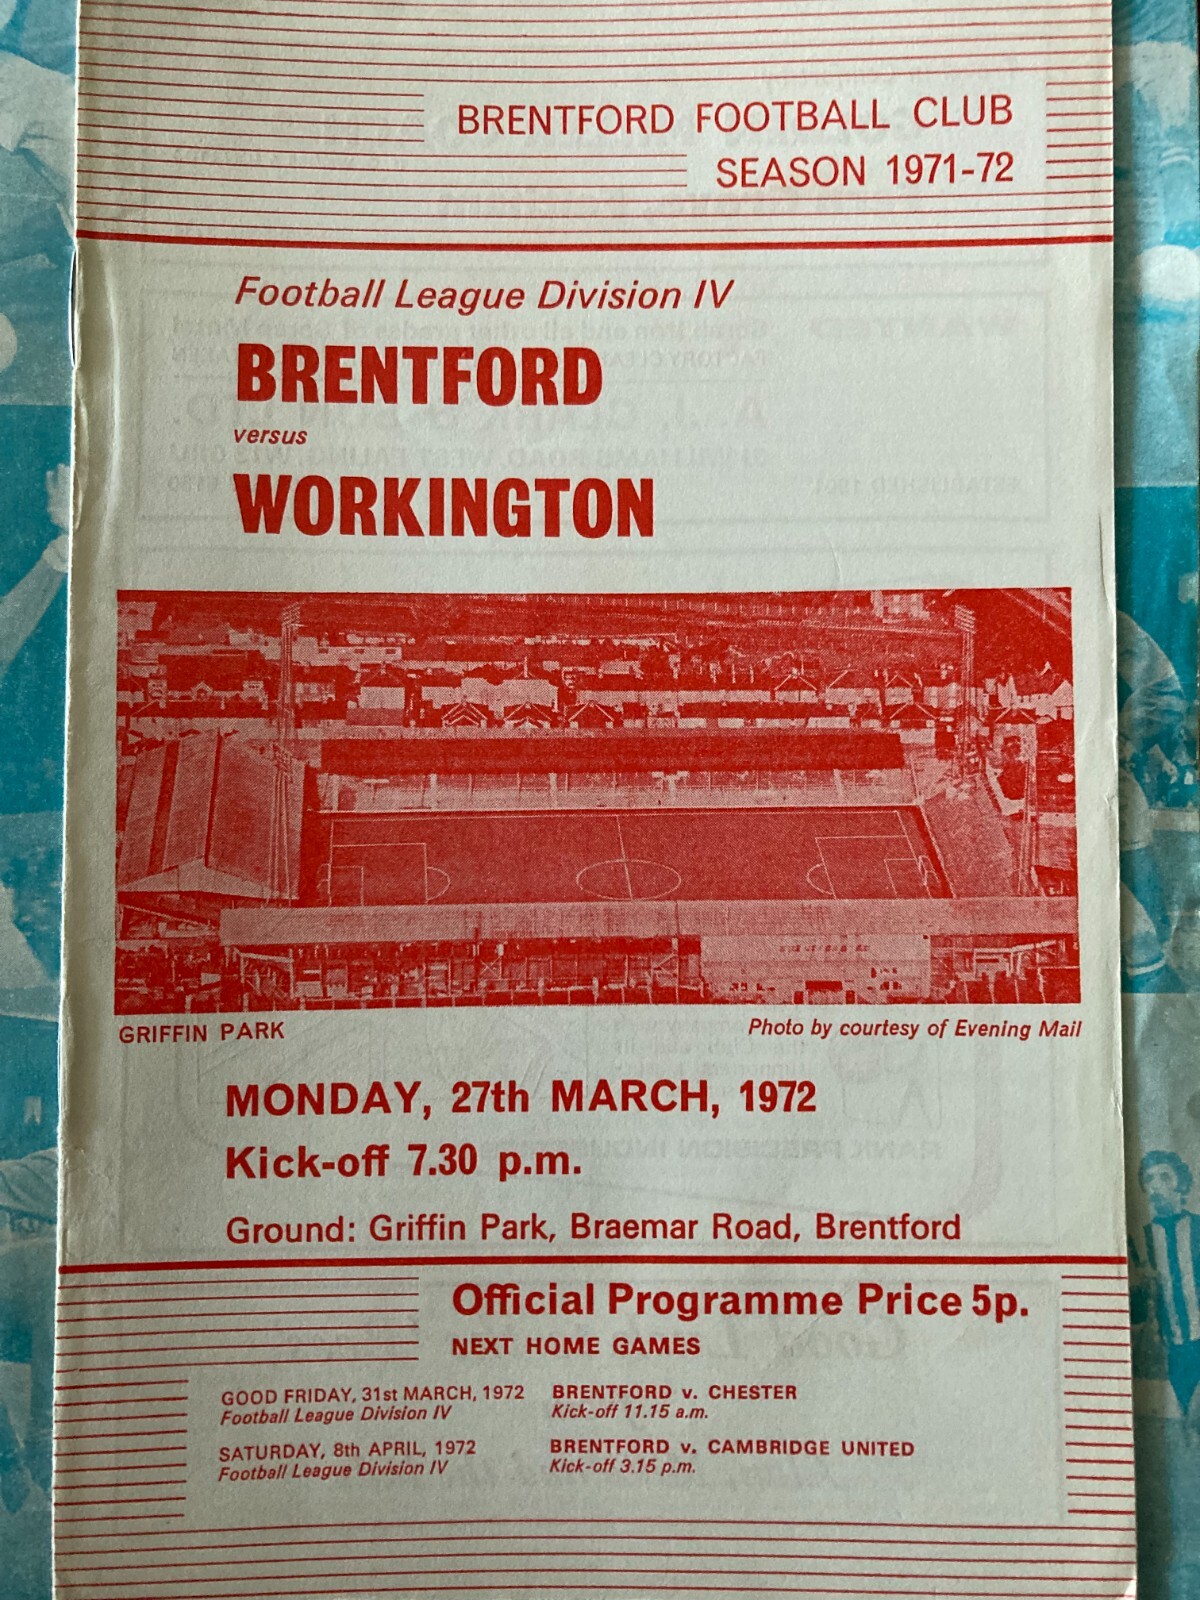 BRENTFORD FOOTBALL CLUB
SEASON 1971-72
Football League Division IV
BRENTFORD
versus
WORKINGTON
GRIFFIN PARK
Photo by courtesy of Evening Mail
MONDAY, 27th MARCH, 1972
Kick-off 7.30 p.m.
Ground: Griffin Park, Braemar Road, Brentford
Official Programme Price 5p.
NEXT HOME GAMES
GOOD FRIDAY, 31st MARCH, 1972 BRENTFORD v. CHESTER
Football League Division IV Kick-off 11.15 a.m.
SATURDAY, 8th APRIL, 1972 BRENTFORD v. CAMBRIDGE UNITED
Football League Division IV Kick-off 3.15 p.m.